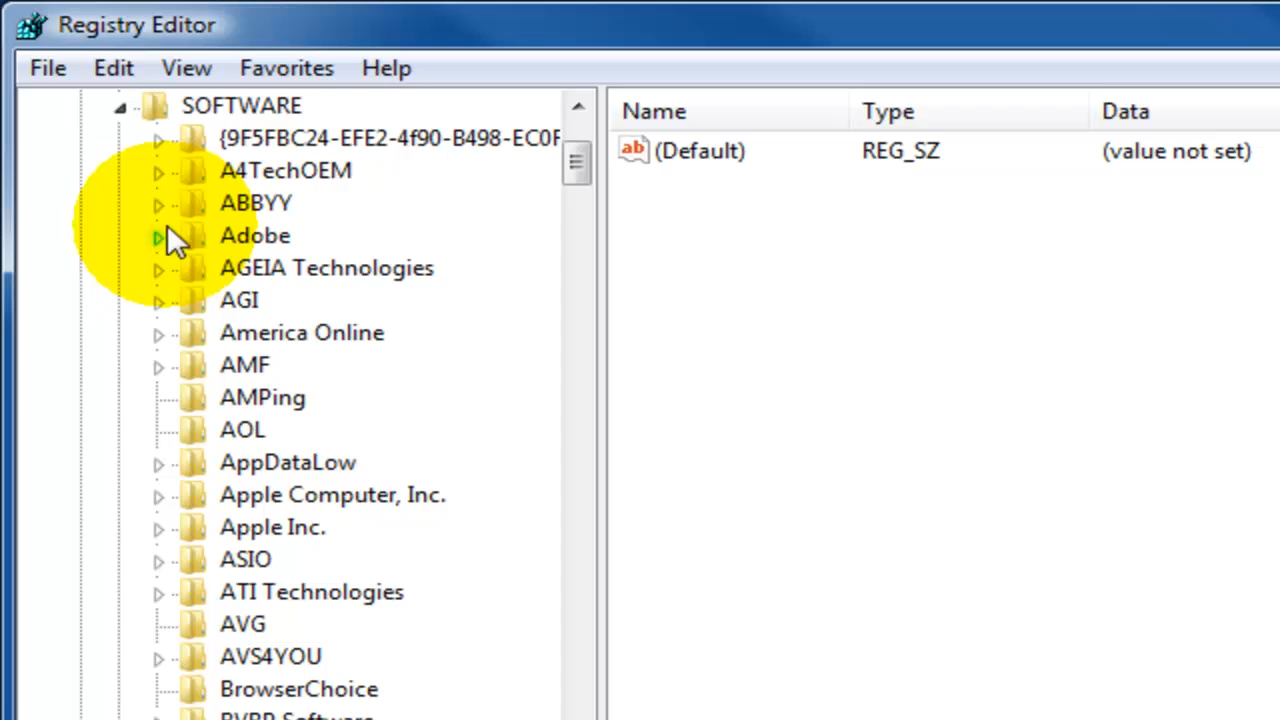 Registry Editor
File Edit View Favorites Help
SOFTWARE
{9F5FBC24-EFE2-4f90-B498-EC0F
A4TechOEM
ABBYY
Adobe
AGEIA Technologies
AGI
America Online
AMF
AMPing
AOL
AppDataLow
Apple Computer, Inc.
Apple Inc.
ASIO
ATI Technologies
AVG
AVS4YOU
BrowserChoice
Name Type Data
ab (Default) REG_SZ (value not set)